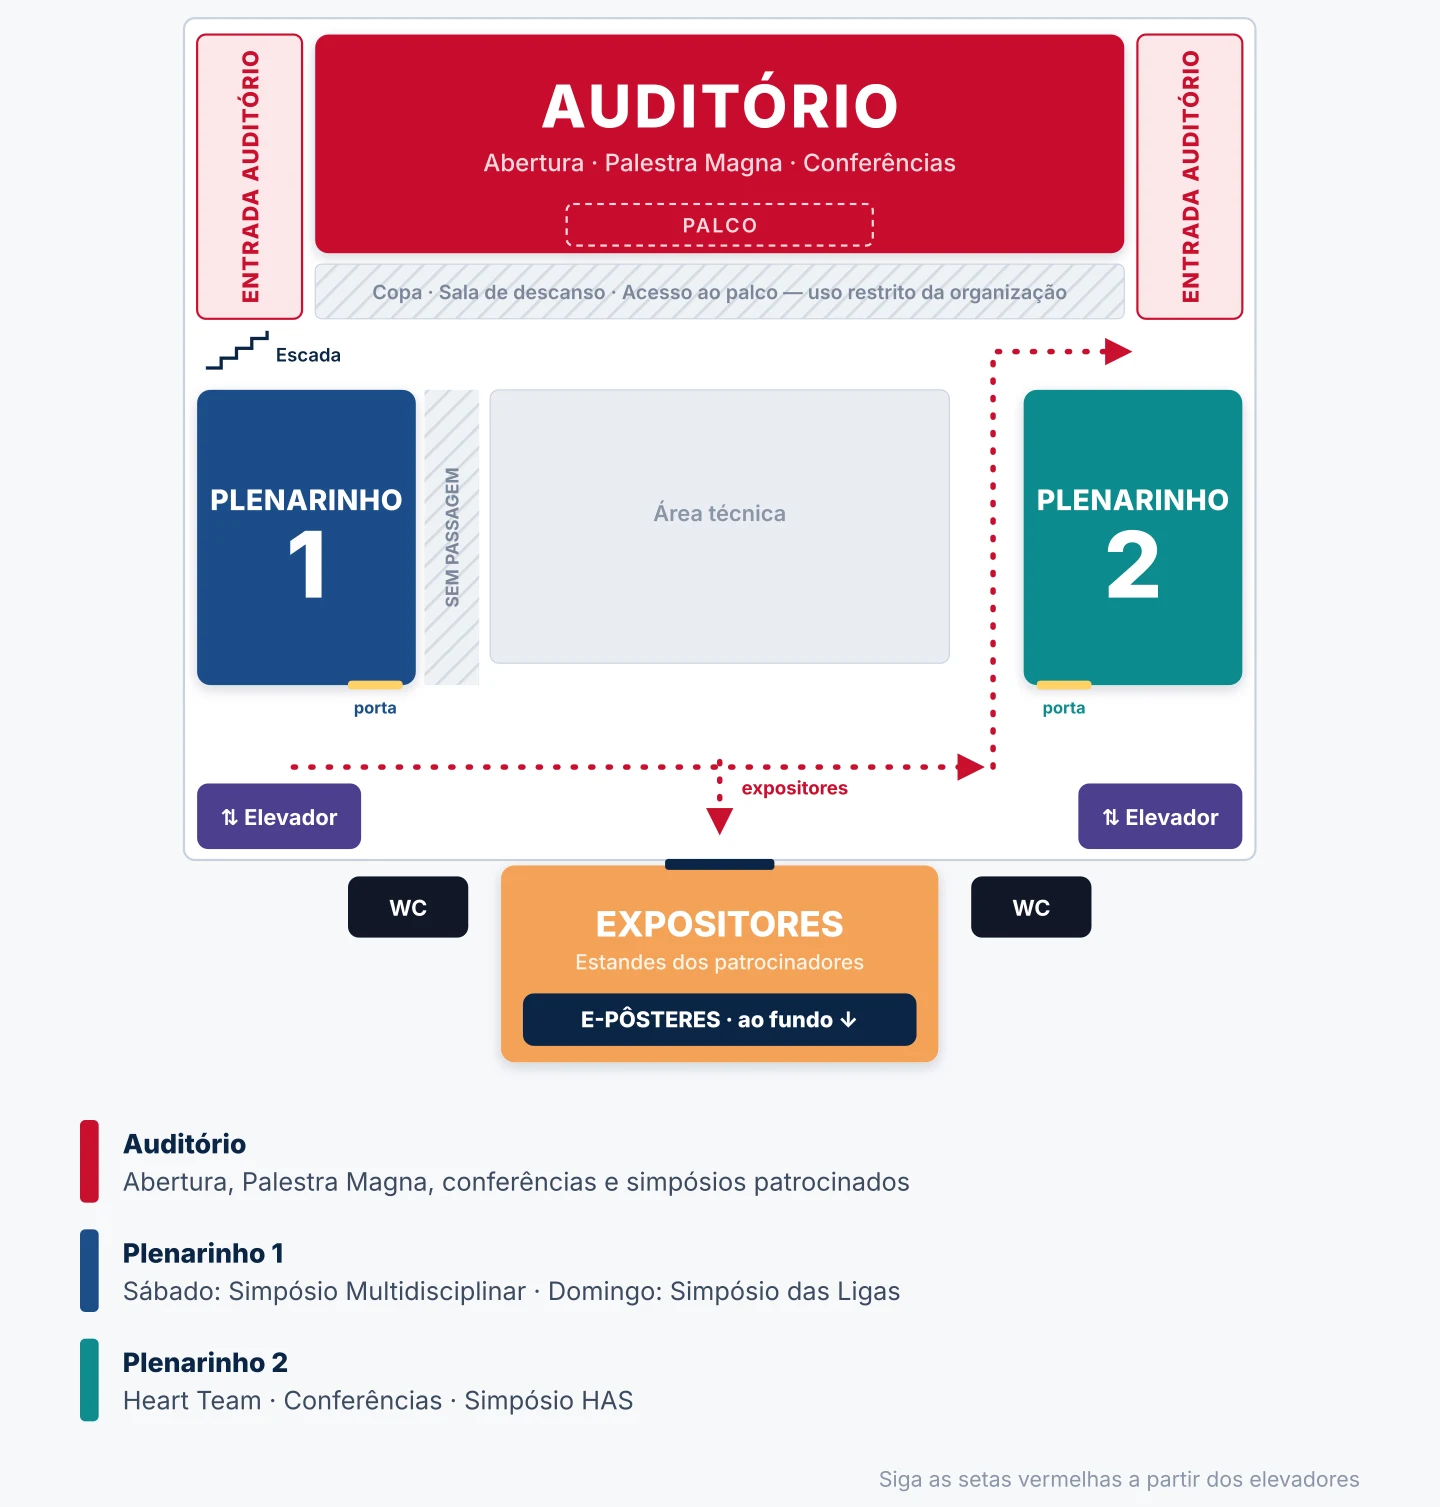 ENTRADA AUDITÓRIO
AUDITÓRIO
Abertura · Palestra Magna · Conferências
PALCO
ENTRADA AUDITÓRIO
Copa · Sala de descanso · Acesso ao palco — uso restrito da organização
Escada
PLENARINHO
1
SEM PASSAGEM
Área técnica
PLENARINHO
2
porta
porta
expositores
⇅ Elevador
⇅ Elevador
WC
EXPOSITORES
Estandes dos patrocinadores
E-PÔSTERES · ao fundo ↓
WC
Auditório
Abertura, Palestra Magna, conferências e simpósios patrocinados
Plenarinho 1
Sábado: Simpósio Multidisciplinar · Domingo: Simpósio das Ligas
Plenarinho 2
Heart Team · Conferências · Simpósio HAS
Siga as setas vermelhas a partir dos elevadores